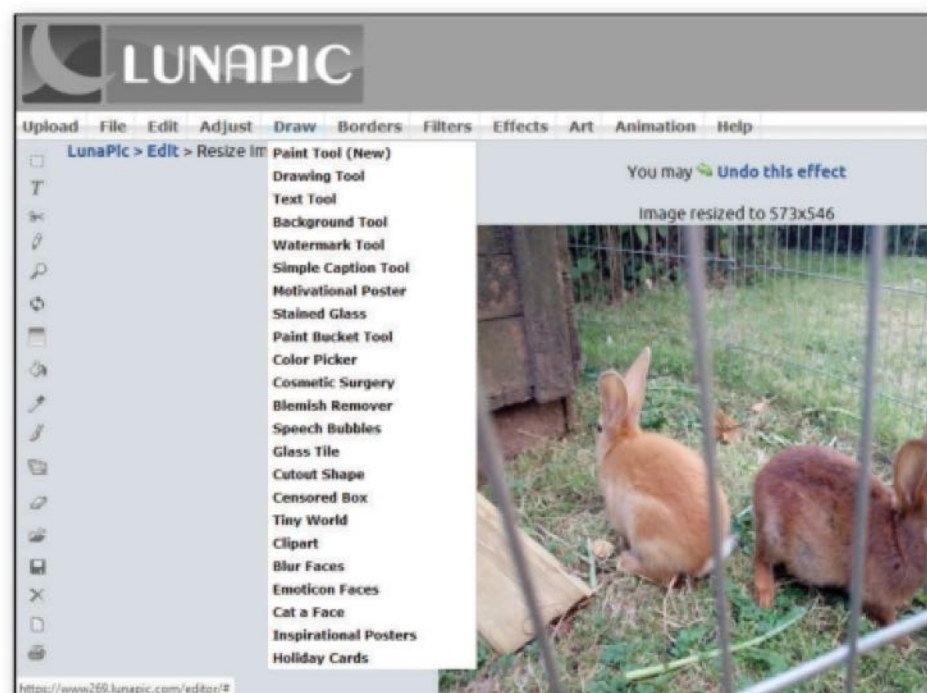 LUNAPIC
Upload File Edit Adjust Draw Borders Filters Effects Art Animation Help
LunaPic > Edit > Resize Im
You may Undo this effect
Image resized to 573x546
Paint Tool (New)
Drawing Tool
Text Tool
Background Tool
Watermark Tool
Simple Caption Tool
Motivational Poster
Stained Glass
Paint Bucket Tool
Color Picker
Cosmetic Surgery
Blemish Remover
Speech Bubbles
Glass Tile
Cutout Shape
Censored Box
Tiny World
Clipart
Blur Faces
Emoticon Faces
Cat a Face
Inspirational Posters
Holiday Cards
https://www269.lunapic.com/editor/#